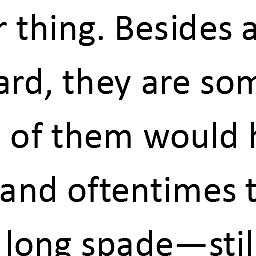 r thing. Besides a
ard, they are som
of them would h
and oftentimes t
long spade—stil